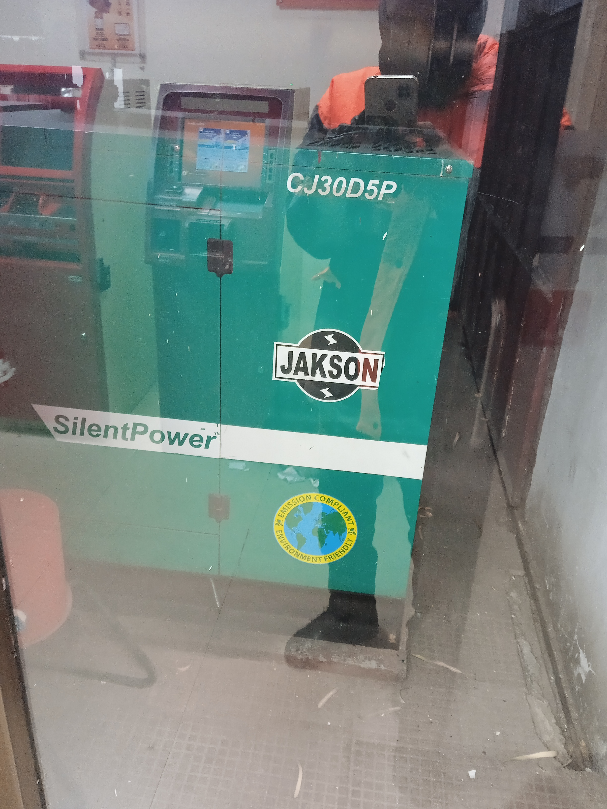 CJ30D5P
JAKSON
SilentPower
EMISSION COMPLIANT
ENVIRONMENT FRIENDLY